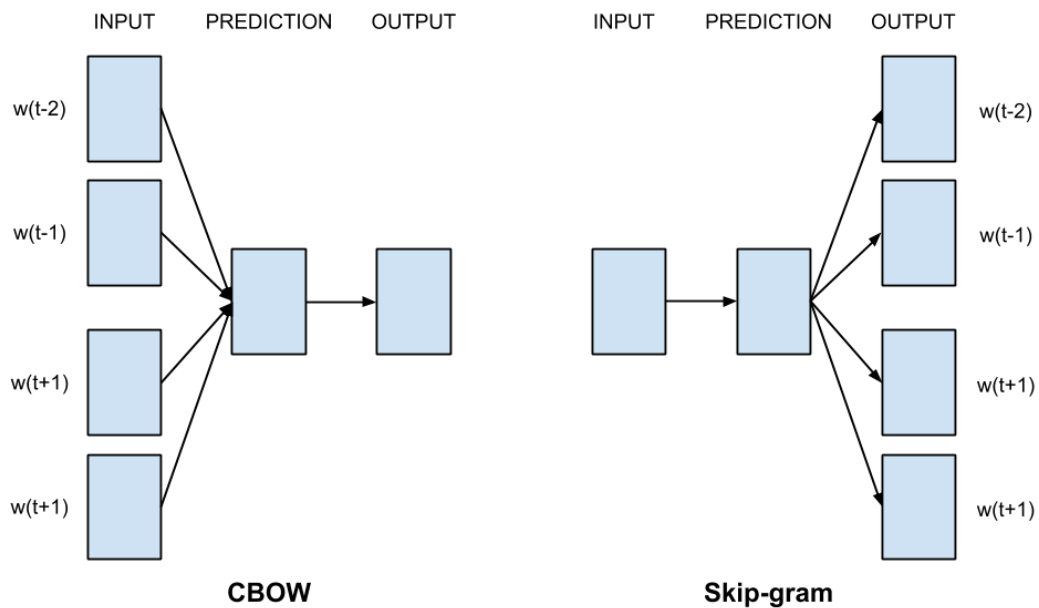 INPUT PREDICTION OUTPUT
w(t-2)
w(t-1)
w(t+1)
w(t+1)
CBOW
INPUT PREDICTION OUTPUT
w(t-2)
w(t-1)
w(t+1)
w(t+1)
Skip-gram